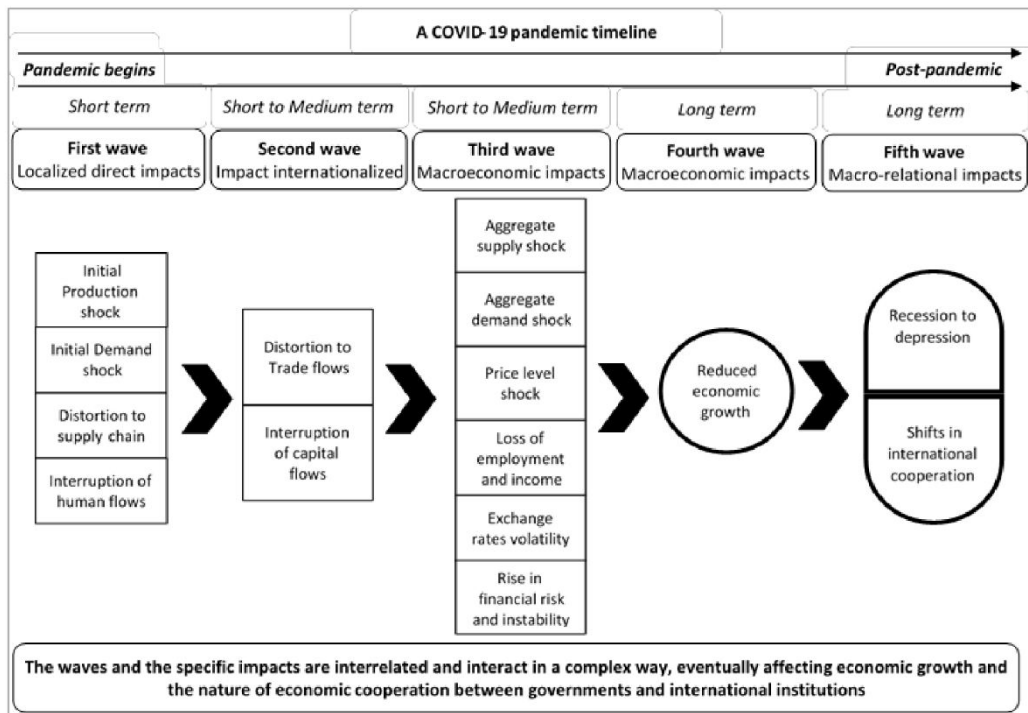 A COVID-19 pandemic timeline
Pandemic begins
Post-pandemic
Short term
Short to Medium term
Short to Medium term
Long term
Long term
First wave
Localized direct impacts
Second wave
Impact internationalized
Third wave
Macroeconomic impacts
Fourth wave
Macroeconomic impacts
Fifth wave
Macro-relational impacts
Initial
Production
shock
Initial Demand
shock
Distortion to
supply chain
Interruption of
human flows
Distortion to
Trade flows
Interruption
of capital
flows
Aggregate
supply shock
Aggregate
demand shock
Price level
shock
Loss of
employment
and income
Exchange
rates volatility
Rise in
financial risk
and instability
Reduced
economic
growth
Recession to
depression
Shifts in
international
cooperation
The waves and the specific impacts are interrelated and interact in a complex way, eventually affecting economic growth and
the nature of economic cooperation between governments and international institutions